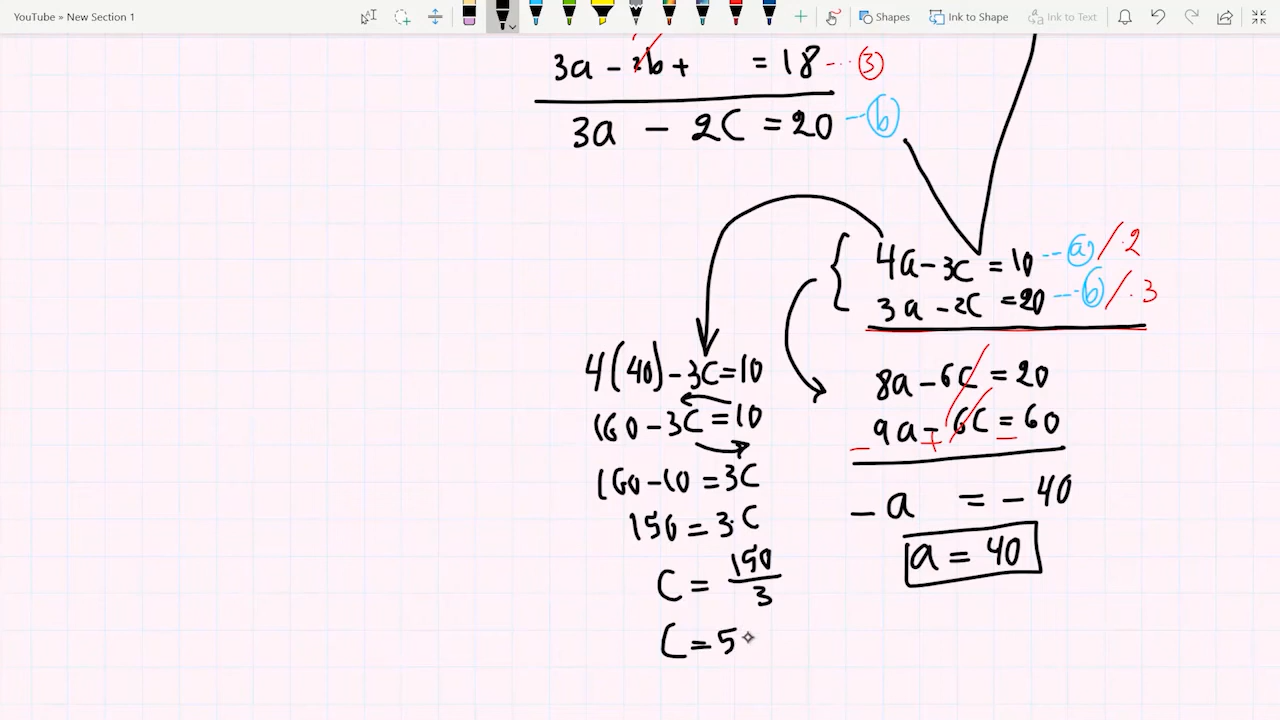 YouTube » New Section 1
Shapes
Ink to Shape
Ink to Text
3a - 2b + = 18 --- ③
3a - 2C = 20 -- ⓑ
4a - 3C = 10 --- ⓐ / .2
3a - 2C = 20 --- ⓑ / .3
8a - 6C = 20
9a - 6C = 60
- + -
- a = - 40
a = 40
4(40) - 3C = 10
160 - 3C = 10
160 - 10 = 3C
150 = 3·C
C = 150/3
C = 5